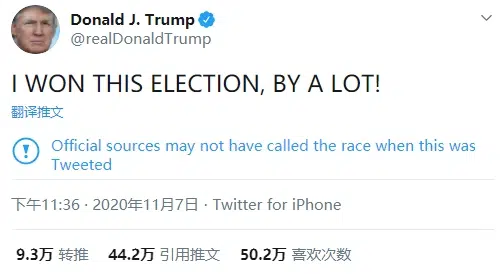 Donald J. Trump
@realDonaldTrump
I WON THIS ELECTION, BY A LOT!
翻译推文
Official sources may not have called the race when this was
Tweeted
下午11:36 · 2020年11月7日 · Twitter for iPhone
9.3万 转推 44.2万 引用推文 50.2万 喜欢次数